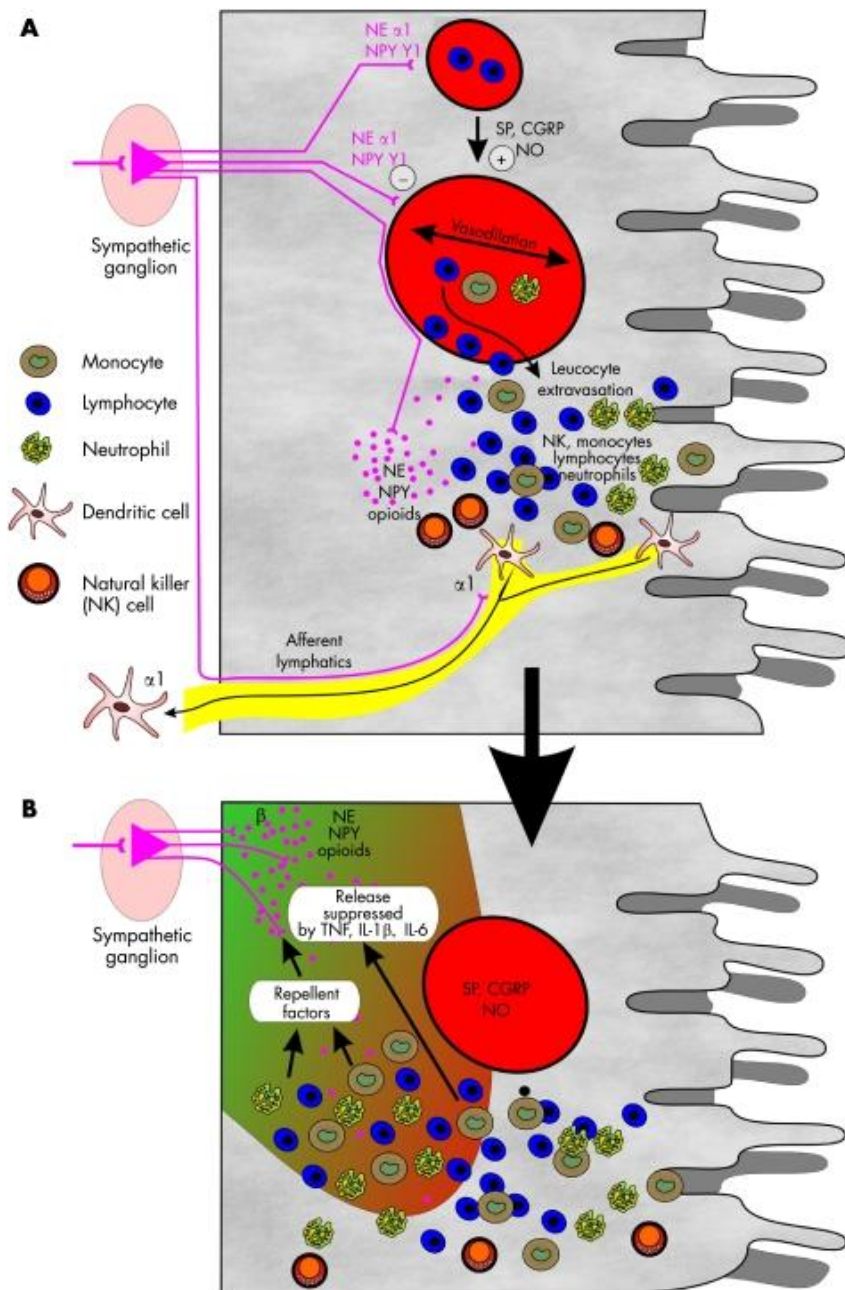 A
NE α1
NPY Y1
SP, CGRP
NO
+
NE α1
NPY Y1
−
Sympathetic
ganglion
Vasodilation
Monocyte
Lymphocyte
Neutrophil
Dendritic cell
Natural killer
(NK) cell
Leucocyte
extravasation
NK, monocytes
lymphocytes
neutrophils
NE
NPY
opioids
α1
Afferent
lymphatics
α1
B
β
NE
NPY
opioids
Sympathetic
ganglion
Release
suppressed
by TNF, IL-1β, IL-6
Repellent
factors
SP, CGRP
NO